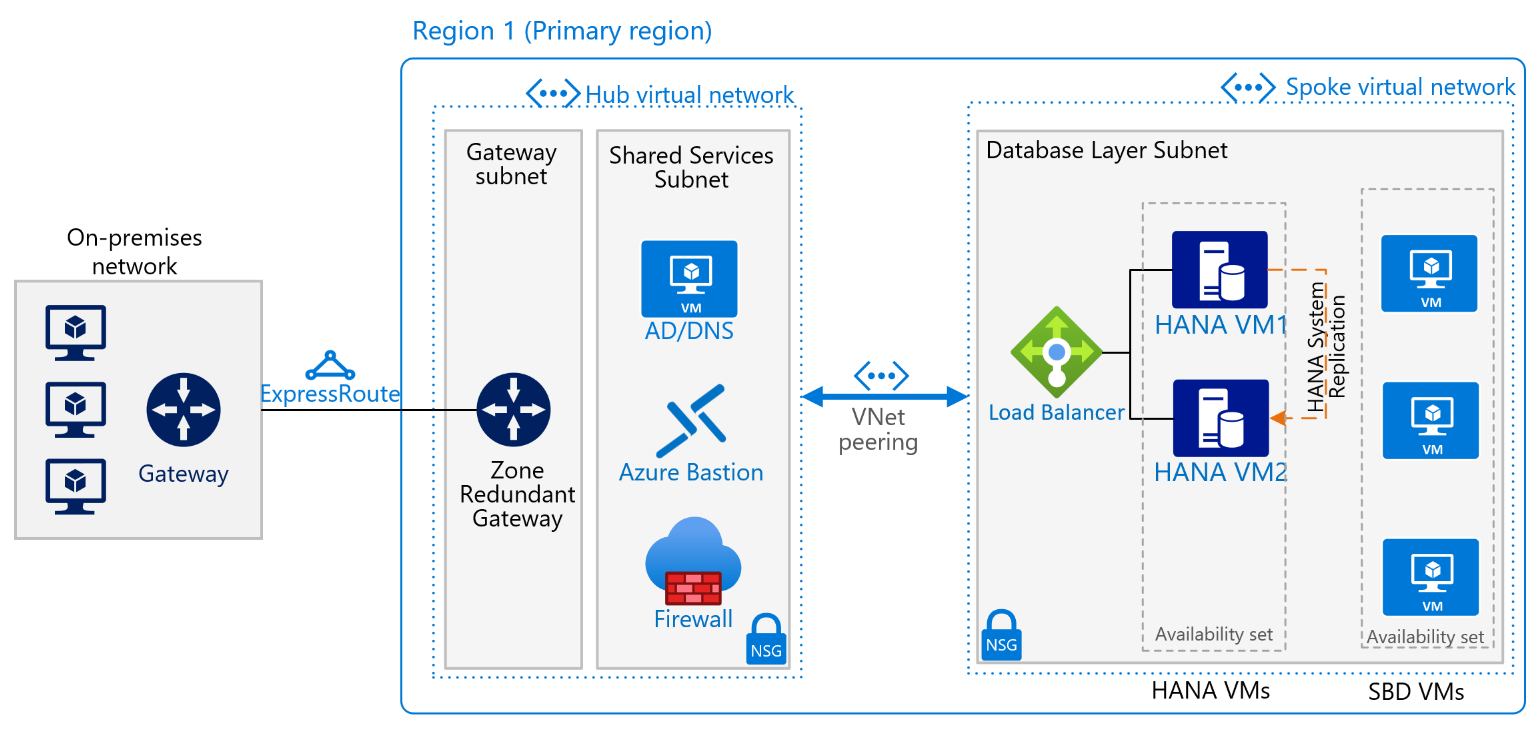 Region 1 (Primary region)
Hub virtual network
Spoke virtual network
On-premises
network
Gateway
ExpressRoute
Gateway
subnet
Zone
Redundant
Gateway
Shared Services
Subnet
VM
AD/DNS
Azure Bastion
Firewall
NSG
VNet
peering
Database Layer Subnet
Load Balancer
HANA VM1
HANA VM2
HANA System
Replication
Availability set
HANA VMs
VM
VM
VM
Availability set
SBD VMs
NSG